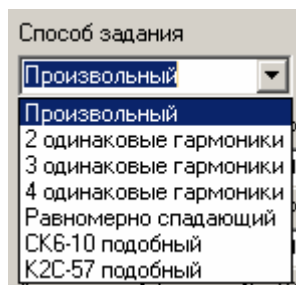 Способ задания
Произвольный
Произвольный
2 одинаковые гармоники
3 одинаковые гармоники
4 одинаковые гармоники
Равномерно спадающий
СК6-10 подобный
К2С-57 подобный